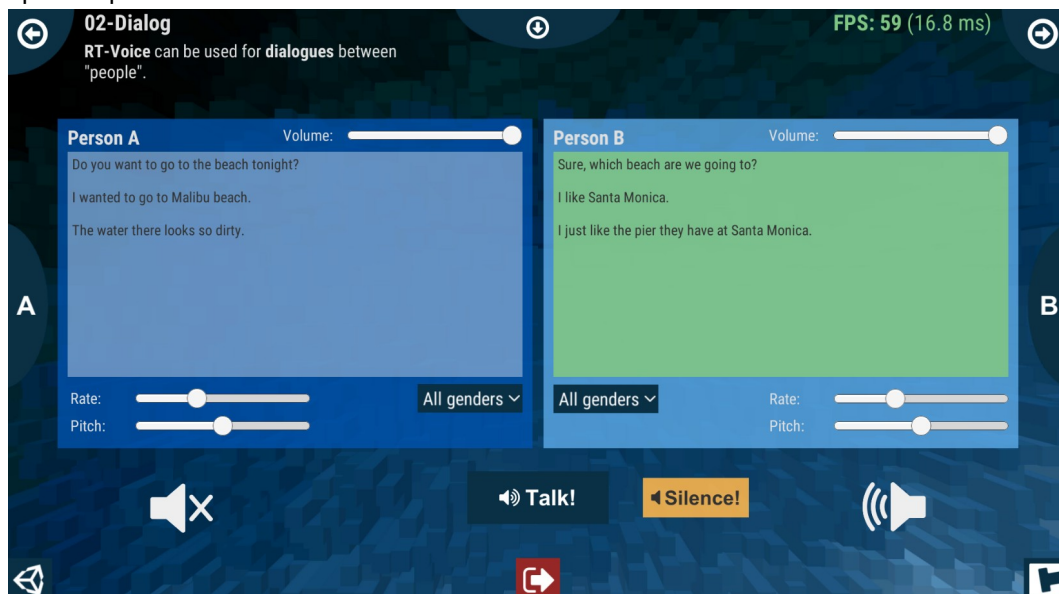 02-Dialog
RT-Voice can be used for dialogues between
"people".
FPS: 59 (16.8 ms)
Person A
Volume:
Do you want to go to the beach tonight?
I wanted to go to Malibu beach.
The water there looks so dirty.
Rate:
Pitch:
All genders
Person B
Volume:
Sure, which beach are we going to?
I like Santa Monica.
I just like the pier they have at Santa Monica.
All genders
Rate:
Pitch:
A
B
Talk!
Silence!